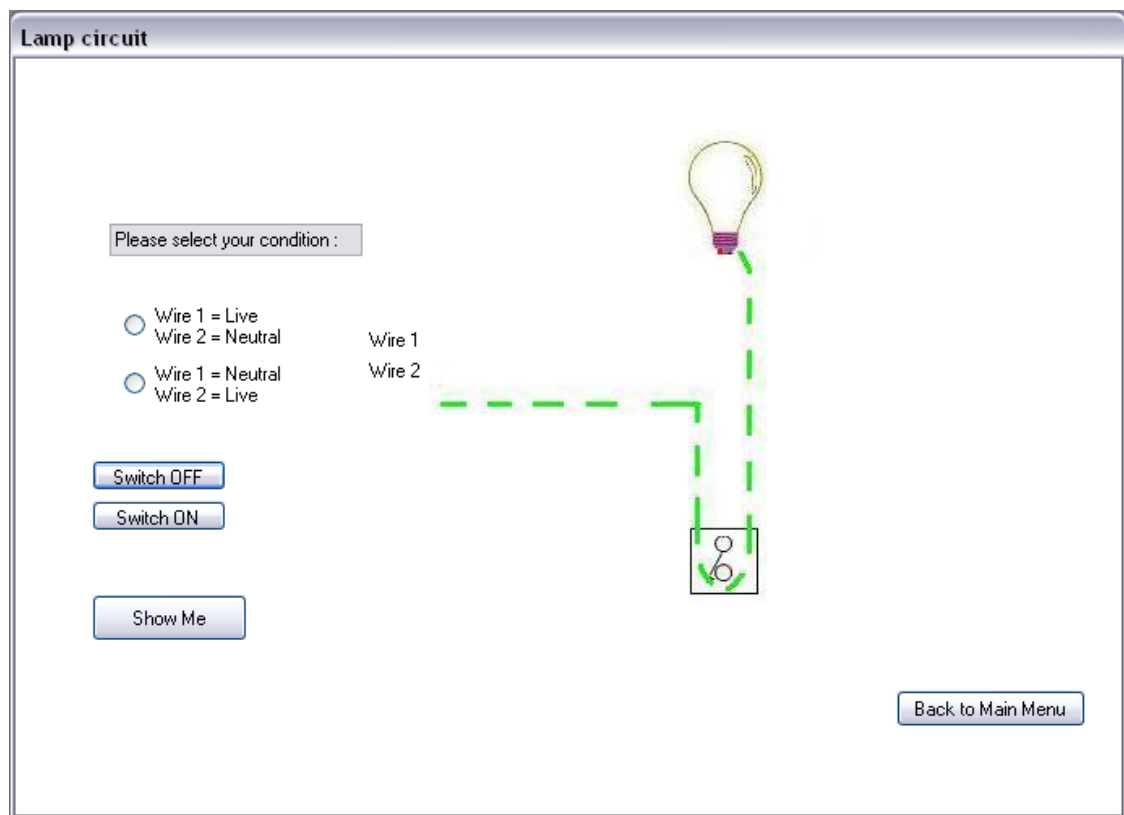 Lamp circuit
Please select your condition :
Wire 1 = Live
Wire 2 = Neutral
Wire 1 = Neutral
Wire 2 = Live
Wire 1
Wire 2
Switch OFF
Switch ON
Show Me
Back to Main Menu